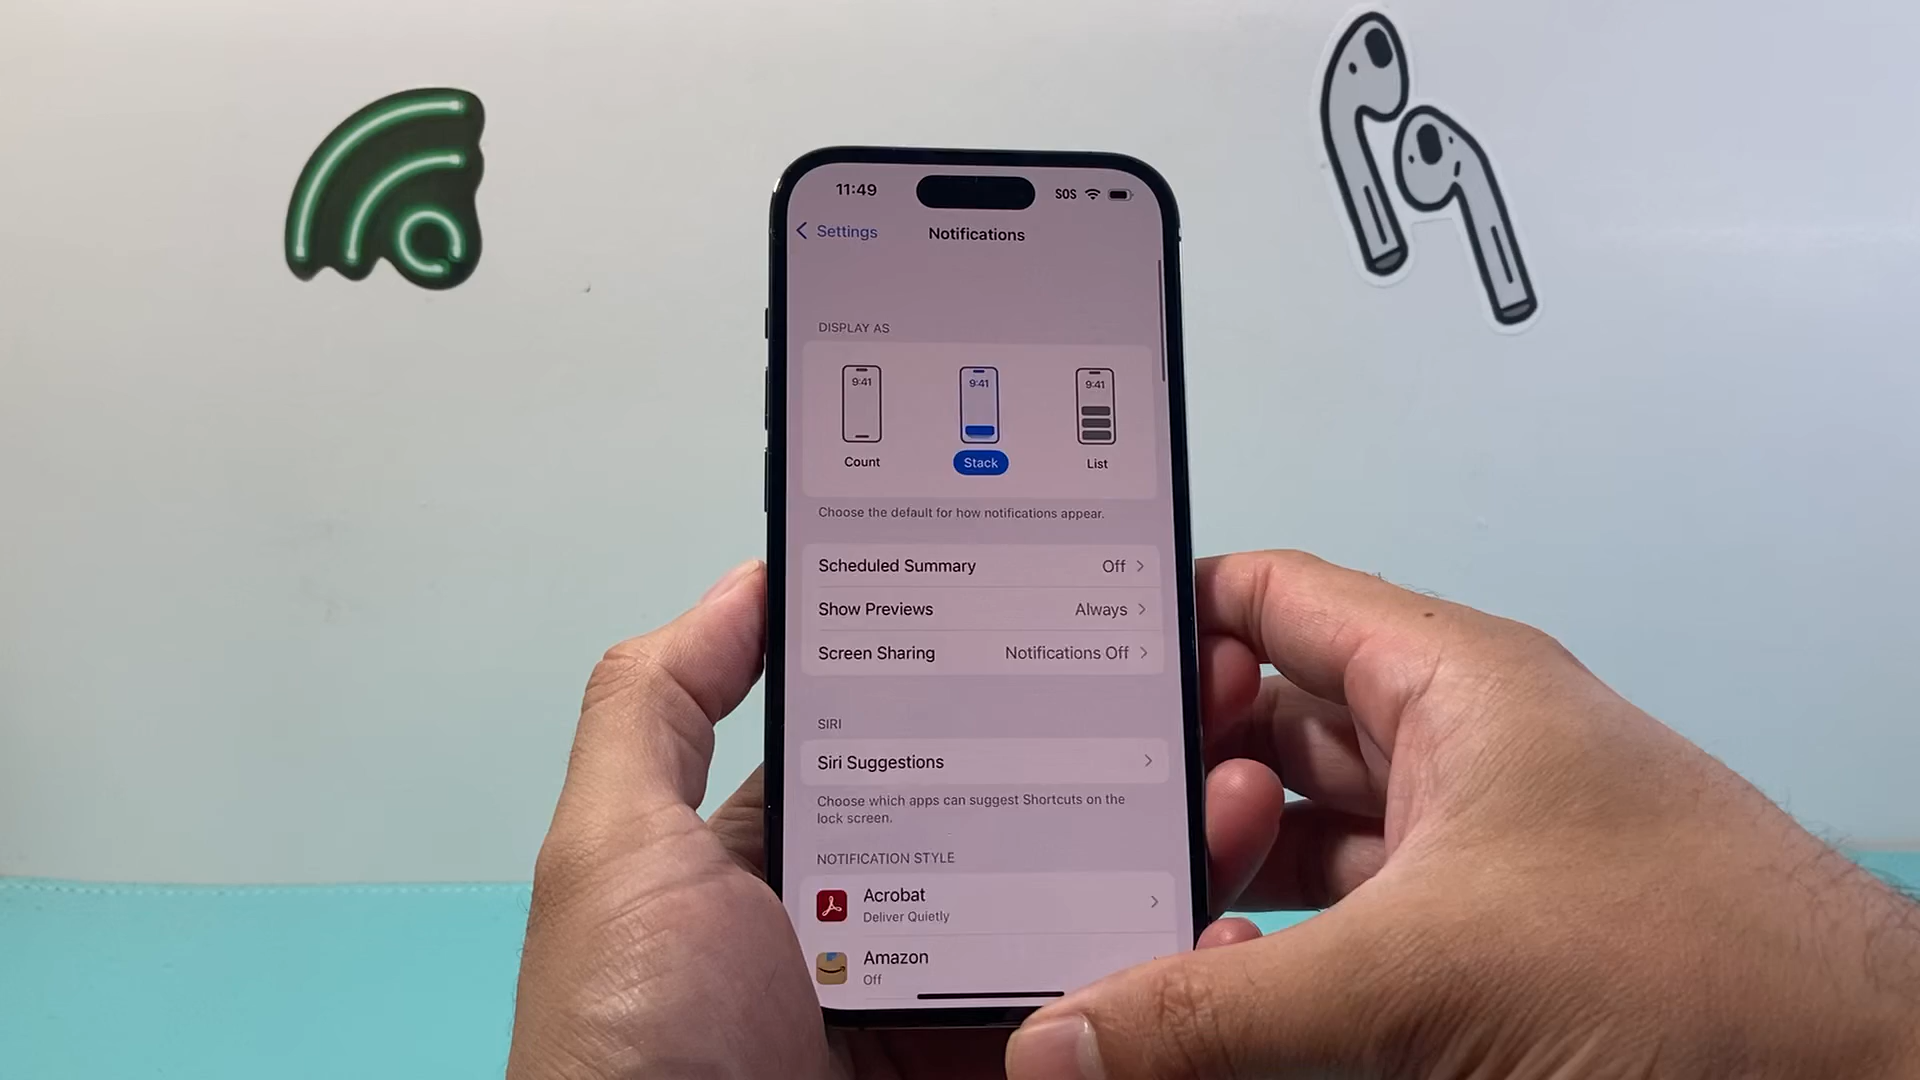 11:49
SOS
Settings
Notifications
DISPLAY AS
9:41
9:41
9:41
Count
Stack
List
Choose the default for how notifications appear.
Scheduled Summary Off
Show Previews Always
Screen Sharing Notifications Off
SIRI
Siri Suggestions
Choose which apps can suggest Shortcuts on the
lock screen.
NOTIFICATION STYLE
Acrobat
Deliver Quietly
Amazon
Off